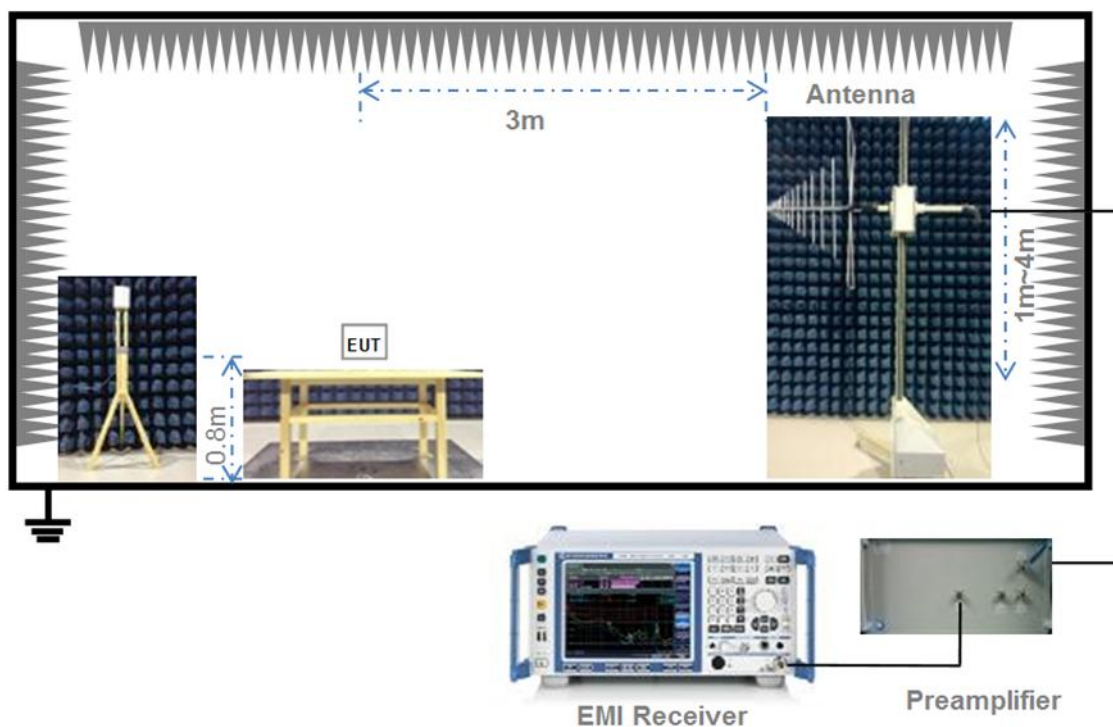 Antenna
3m
1m~4m
EUT
0.8m
EMI Receiver
Preamplifier